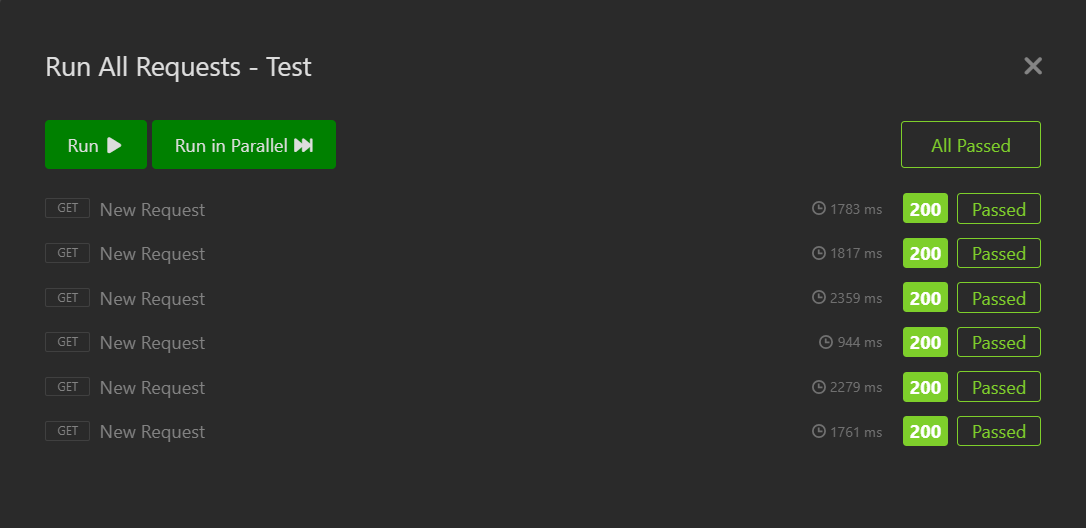 Run All Requests - Test
Run Run in Parallel All Passed
GET New Request 1783 ms 200 Passed
GET New Request 1817 ms 200 Passed
GET New Request 2359 ms 200 Passed
GET New Request 944 ms 200 Passed
GET New Request 2279 ms 200 Passed
GET New Request 1761 ms 200 Passed